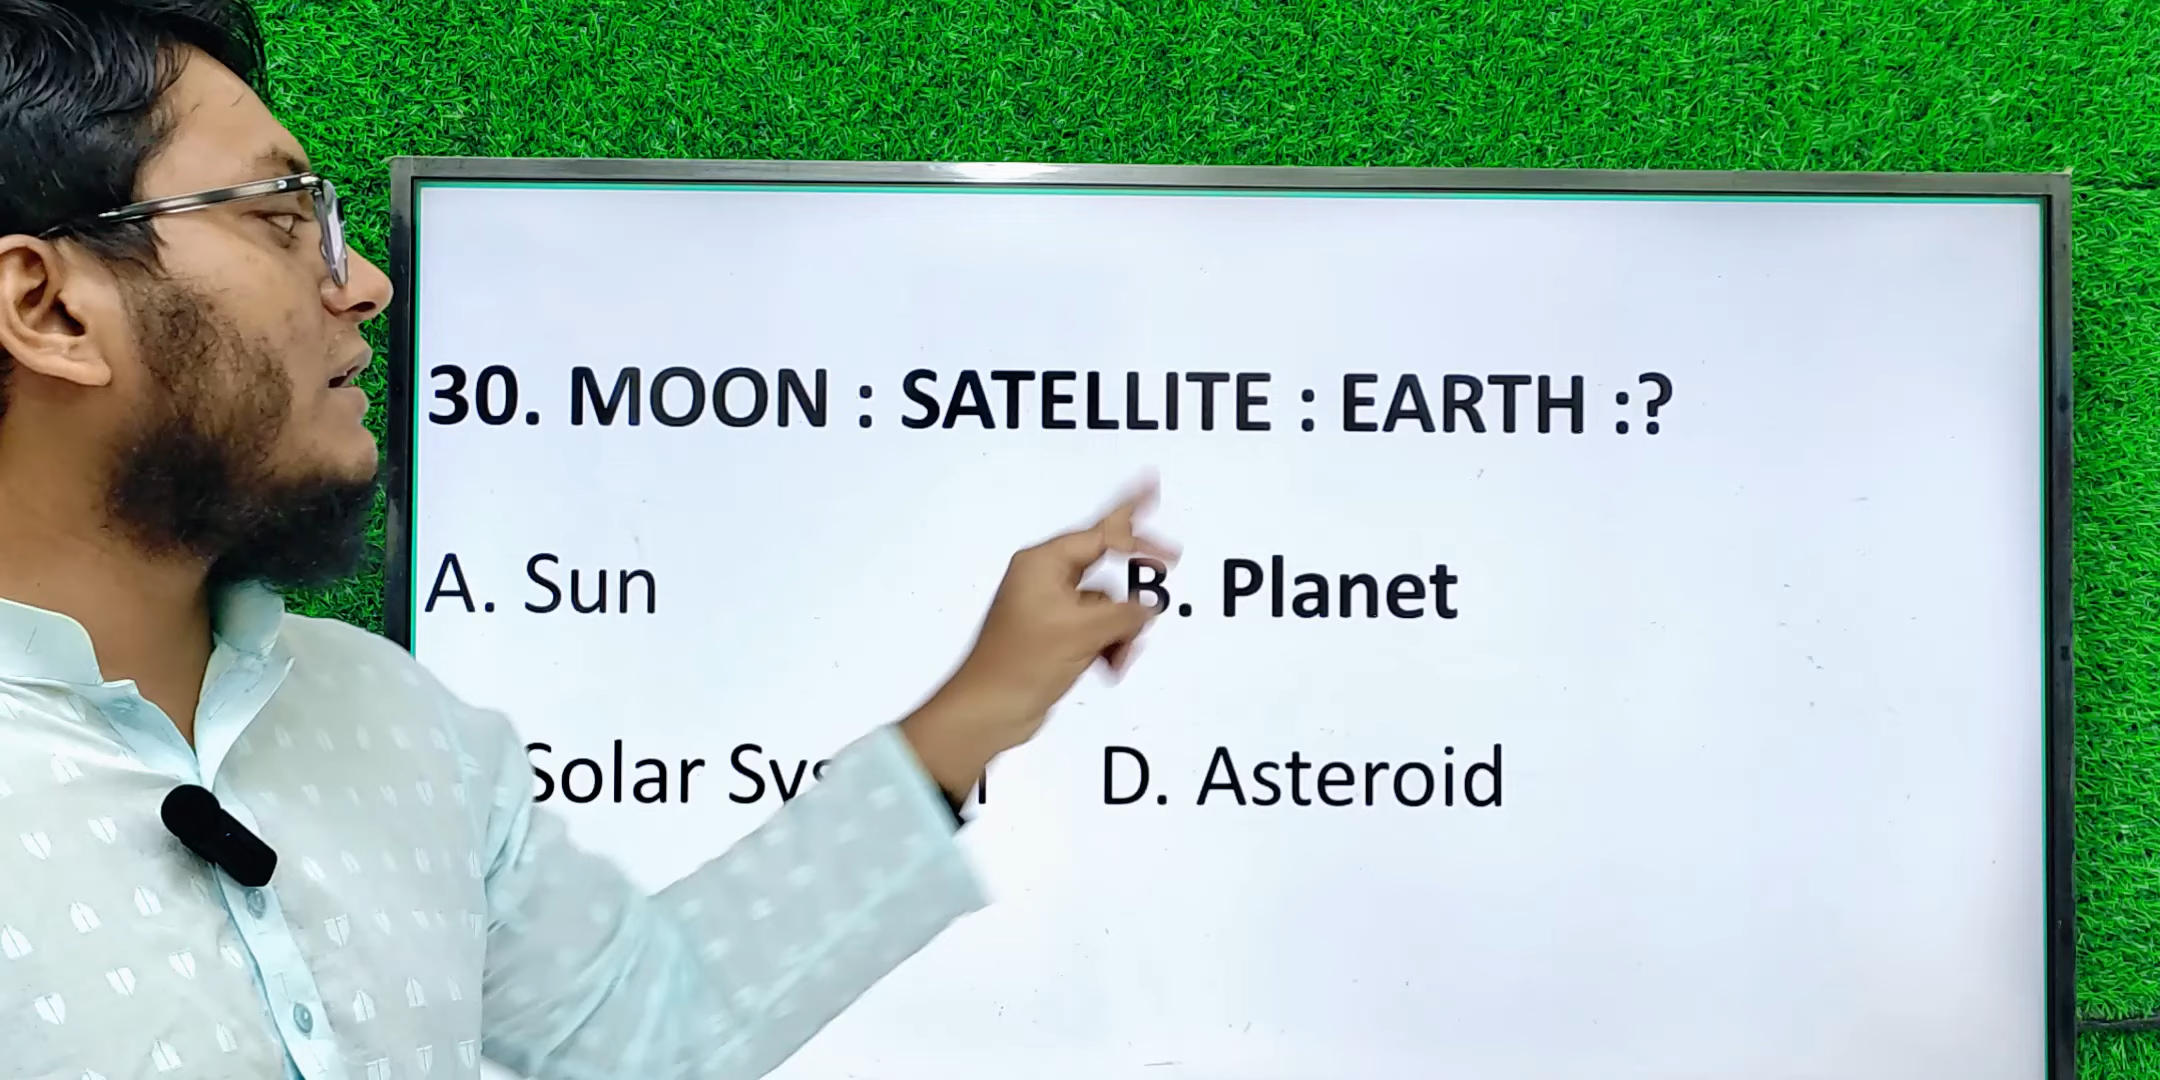 30. MOON : SATELLITE : EARTH :?
A. Sun B. Planet
Solar D. Asteroid